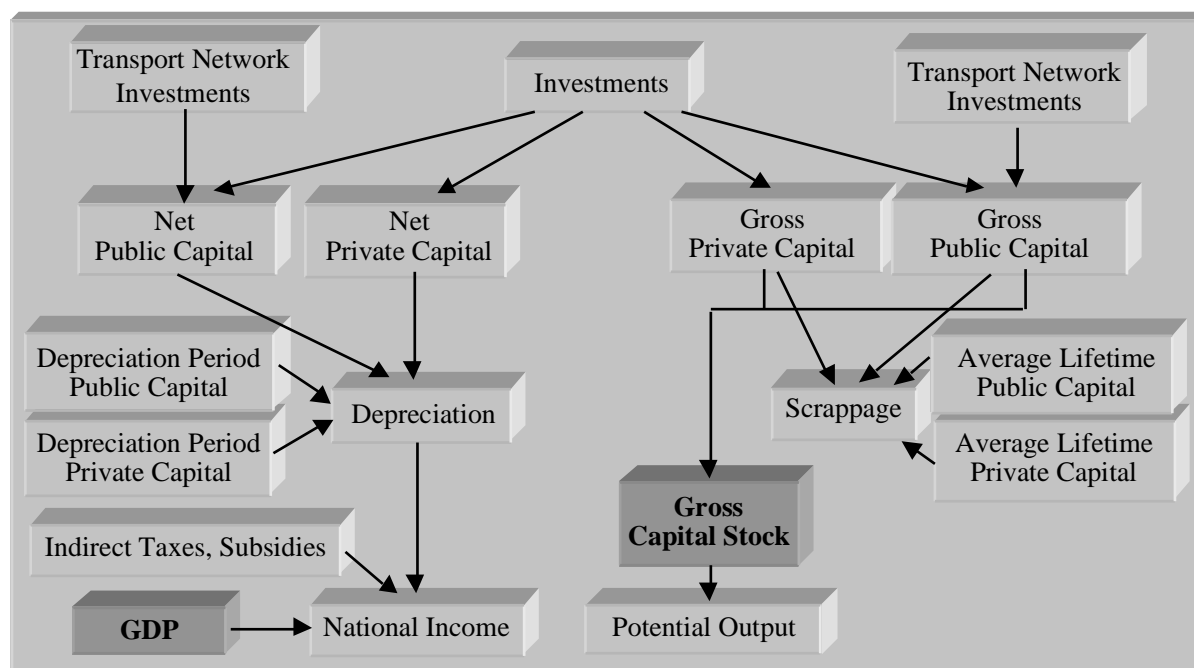 Transport Network
Investments
Investments
Transport Network
Investments
Net
Public Capital
Net
Private Capital
Gross
Private Capital
Gross
Public Capital
Depreciation Period
Public Capital
Depreciation Period
Private Capital
Depreciation
Scrappage
Average Lifetime
Public Capital
Average Lifetime
Private Capital
Gross
Capital Stock
Indirect Taxes, Subsidies
GDP
National Income
Potential Output